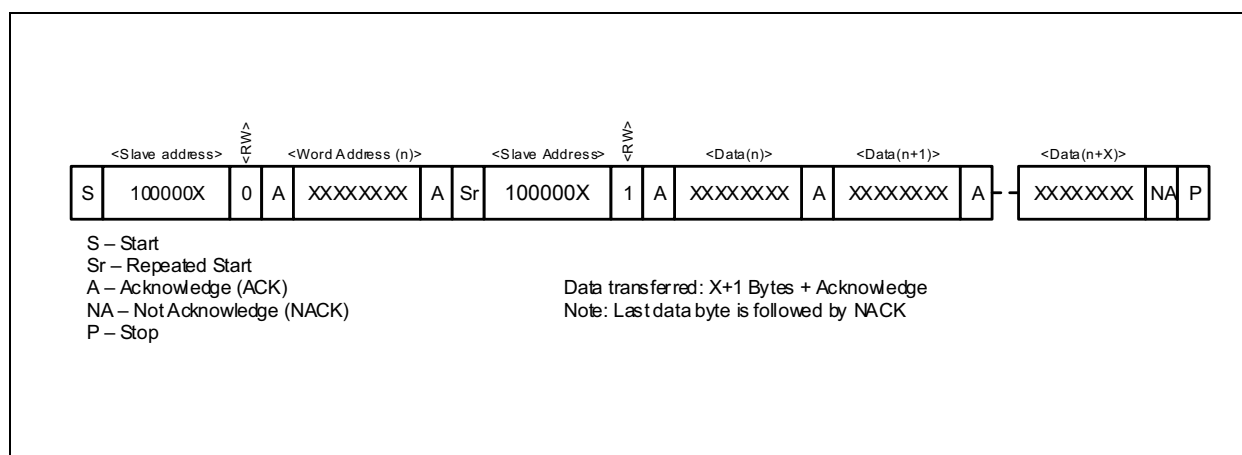 <Slave address> <RW> <Word Address (n)> <Slave Address> <RW> <Data(n)> <Data(n+1)> <Data(n+X)>
S 100000X 0 A XXXXXXXX A Sr 100000X 1 A XXXXXXXX A XXXXXXXX A XXXXXXXX NA P
S – Start
Sr – Repeated Start
A – Acknowledge (ACK)
NA – Not Acknowledge (NACK)
P – Stop
Data transferred: X+1 Bytes + Acknowledge
Note: Last data byte is followed by NACK